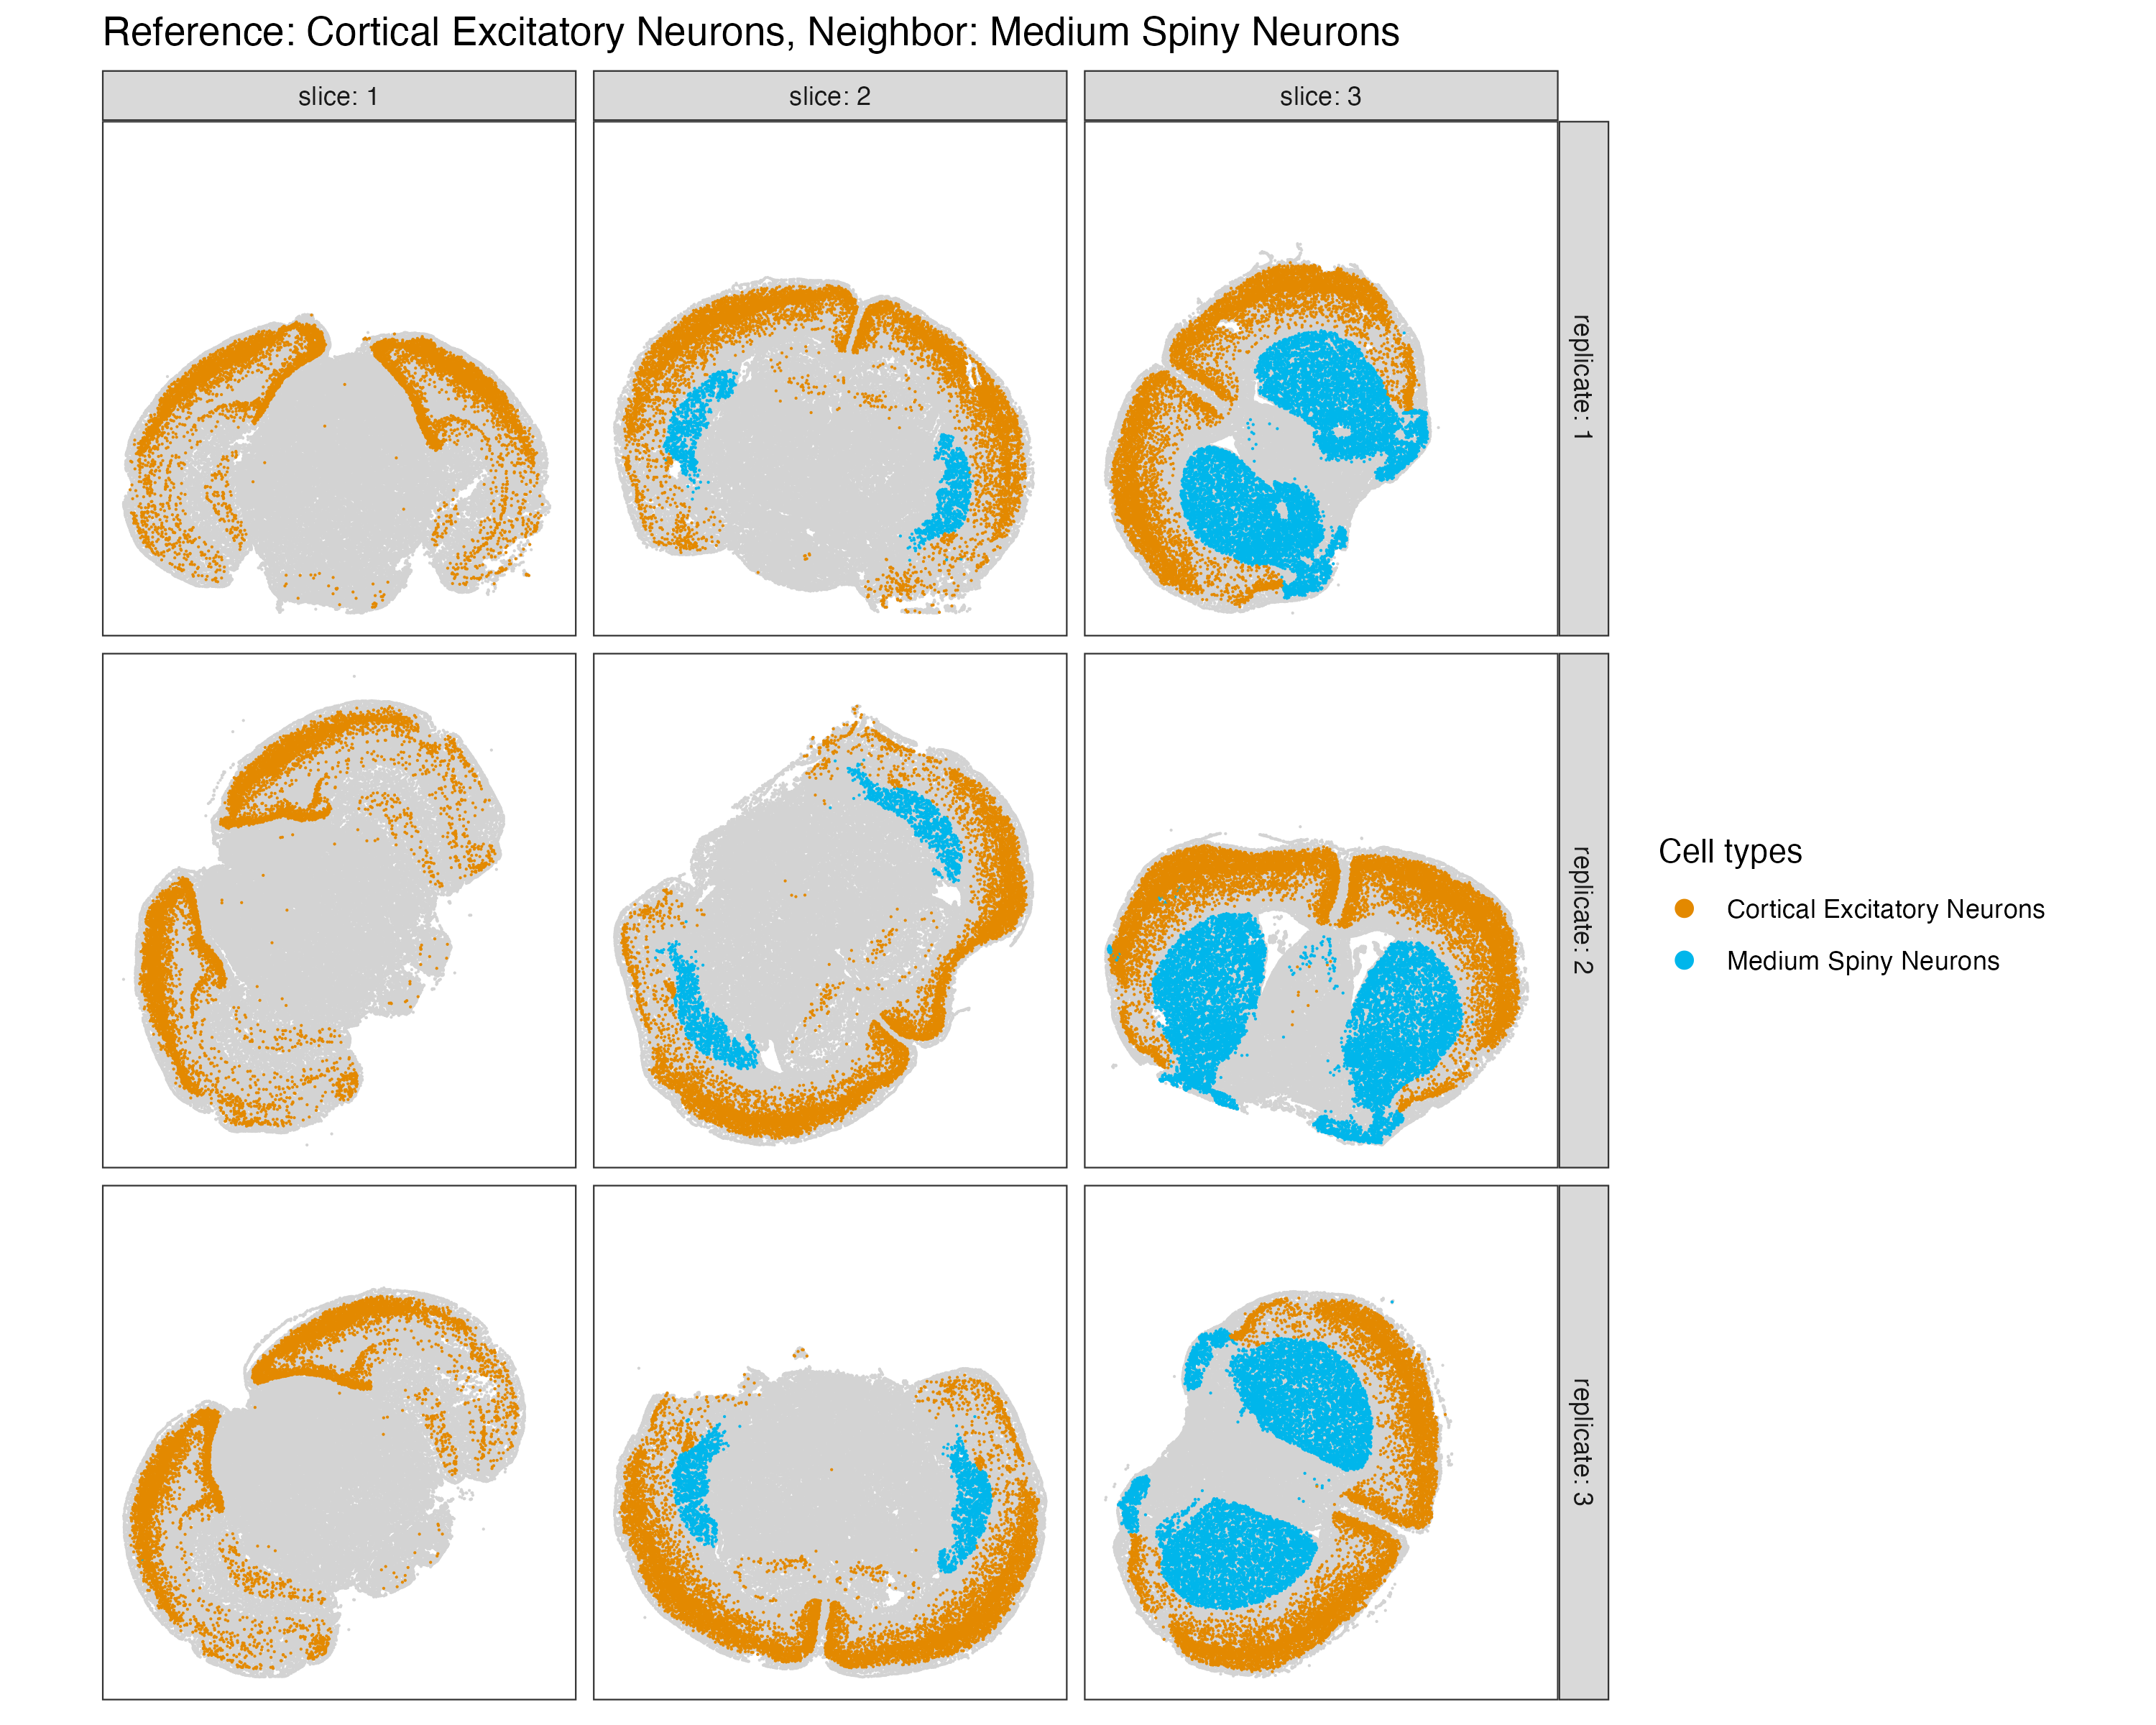 Reference: Cortical Excitatory Neurons, Neighbor: Medium Spiny Neurons
slice: 1
slice: 2
slice: 3
replicate: 1
replicate: 2
replicate: 3
Cell types
Cortical Excitatory Neurons
Medium Spiny Neurons